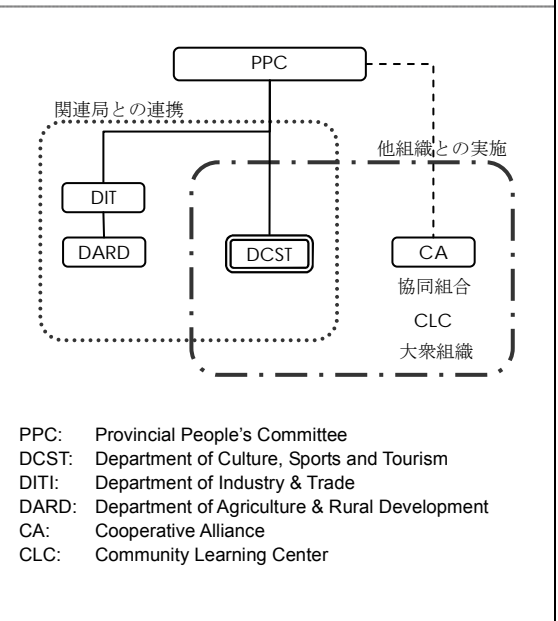 PPC
関連局との連携
他組織との実施
DIT
DARD
DCST
CA
協同組合
CLC
大衆組織
PPC: Provincial People's Committee
DCST: Department of Culture, Sports and Tourism
DITI: Department of Industry & Trade
DARD: Department of Agriculture & Rural Development
CA: Cooperative Alliance
CLC: Community Learning Center